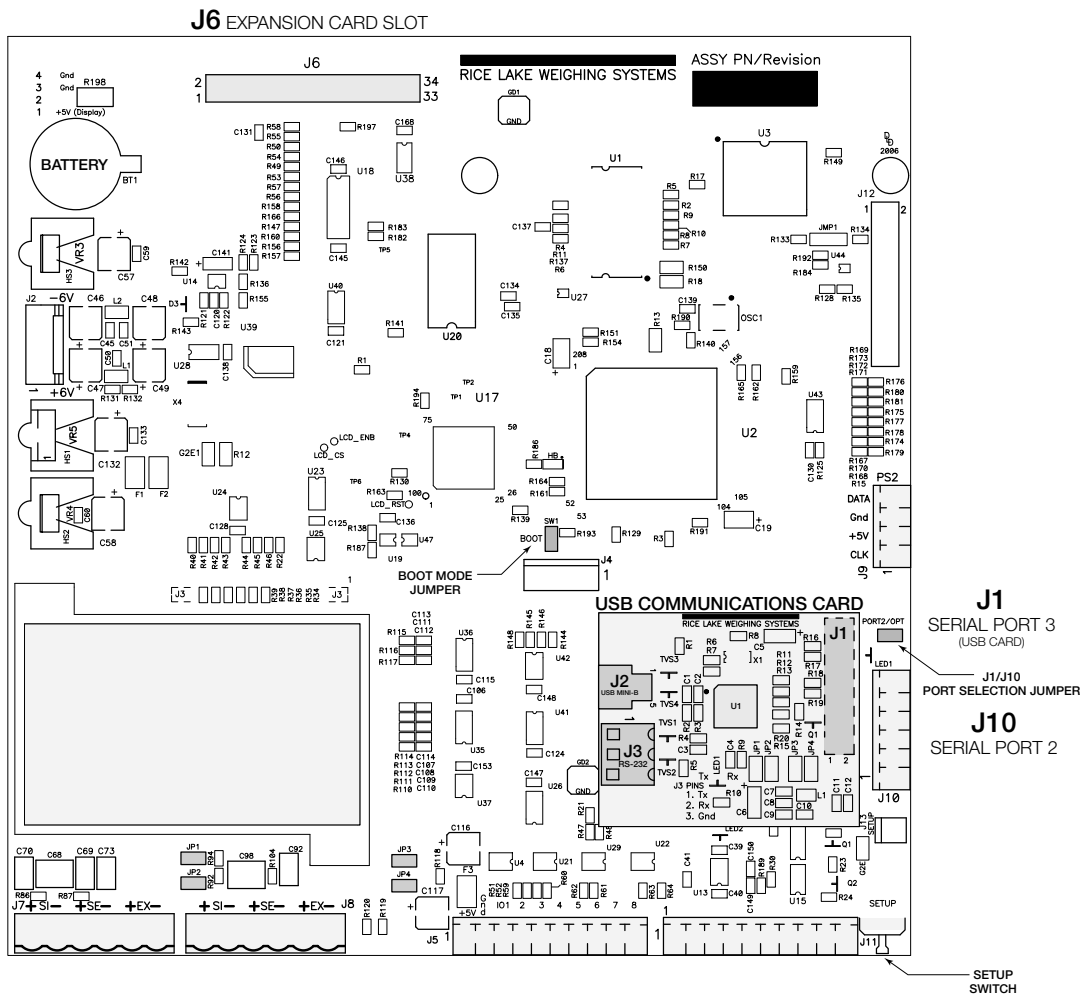 J6 EXPANSION CARD SLOT
J6
2
1
34
33
RICE LAKE WEIGHING SYSTEMS
ASSY PN/Revision
4 Gnd
3 Gnd
2
1 +5V (Display)
R198
BATTERY
BT1
GD1
GND
C131
R58
R55
R50
R54
R49
R53
R57
R56
R158
R166
R147
R160
R156
R157
R197
C168
U38
C146
U18
C145
R183
R182
TP5
U1
U3
R149
2006
R17
R5
R2
R9
R10
R8
R7
C137
R4
R11
R137
R6
R150
R18
J12
1
2
JMP1
R133
R134
R192
R184
U44
R128
R135
VR3
HS3
C57
C59
R124
R123
R142
C141
U14
R136
R155
D3
R143
R121
C120
R122
U39
U40
C121
R141
U20
C134
C135
U27
C139
R190
OSC1
R13
R140
R151
R154
C18
208
1
157
156
J2
-6V
+6V
1
C46
L2
C48
C45
C51
C50
L1
C47
C49
R131
R132
U28
C138
X4
R1
R194
TP2
TP1
U17
75
50
TP4
LCD_ENB
LCD_CS
R165
R162
R159
U43
C130
R125
U2
R169
R173
R172
R171
R176
R180
R181
R175
R177
R178
R174
R179
R167
R170
R168
R15
VR5
HS1
C132
C133
G2E1
R12
F1
F2
VR4
HS2
C60
C58
U23
TP6
R130
R163
LCD_RST
100
1
C125
U24
C128
U25
R138
R187
C136
U19
U47
R186
HB
R164
R161
25
26
R139
52
53
SW1
BOOT
R193
R129
R3
R191
105
104
C19
PS2
DATA
Gnd
+5V
CLK
J9
1
R40
R41
R42
R43
R44
R45
R46
R22
BOOT MODE
JUMPER
J4
1
J3
R39
R38
R37
R36
R35
R34
J3
1
USB COMMUNICATIONS CARD
RICE LAKE WEIGHING SYSTEMS
J1
SERIAL PORT 3
(USB CARD)
PORT2/OPT
J1/J10
PORT SELECTION JUMPER
J10
SERIAL PORT 2
LED1
C113
C111
C112
R115
R116
R117
U36
C115
C106
R145
R146
R148
R144
U42
C148
U41
C124
U35
C153
R114
R113
R112
R111
R110
C114
C107
C108
C109
C110
U37
C147
U26
GD2
GND
R1
R6
R7
R8
C5
X1
TVS3
J2
USB MINI-B
1
5
C1
C2
TVS4
U1
R2
R3
TVS1
R4
C3
J3
RS-232
1
TVS2
R5
LED1
C4
R9
JP1
JP2
JP3
JP4
R16
R11
R12
R13
R17
R18
R19
R14
R20
R15
Q1
J1
1
2
Tx
Rx
J3 PINS
1. Tx
2. Rx
3. Gnd
R10
C6
C7
C8
C9
L1
C10
C11
C12
J10
1
R21
R47
R48
LED2
J13
SETUP
C70
C68
C69
C73
R86
R87
JP1
JP2
R94
R92
C98
R104
C92
JP3
JP4
R118
C116
C117
F3
+5V
Gnd
U4
U21
U29
U22
R51
R52
R59
R60
R62
R61
R63
R64
IO1
2
3
4
5
6
7
8
C41
U13
C39
C40
C150
C149
R189
R30
U15
Q1
R23
Q2
R24
G2E
SETUP
J7
+SI-
+SE-
+EX-
+SI-
+SE-
+EX-
J8
R120
R119
J5
1
1
J11
SETUP
SWITCH